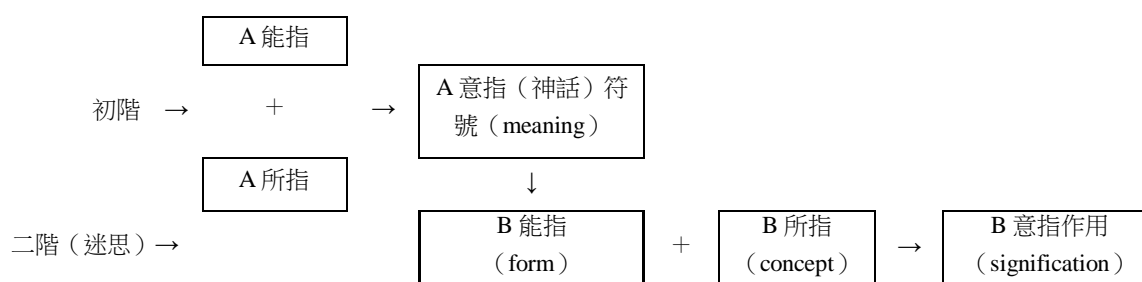 A 能指
初階 → + → A 意指（神話）符
號（meaning）
A 所指
↓
二階（迷思）→ B 能指
（form） + B 所指
（concept） → B 意指作用
（signification）